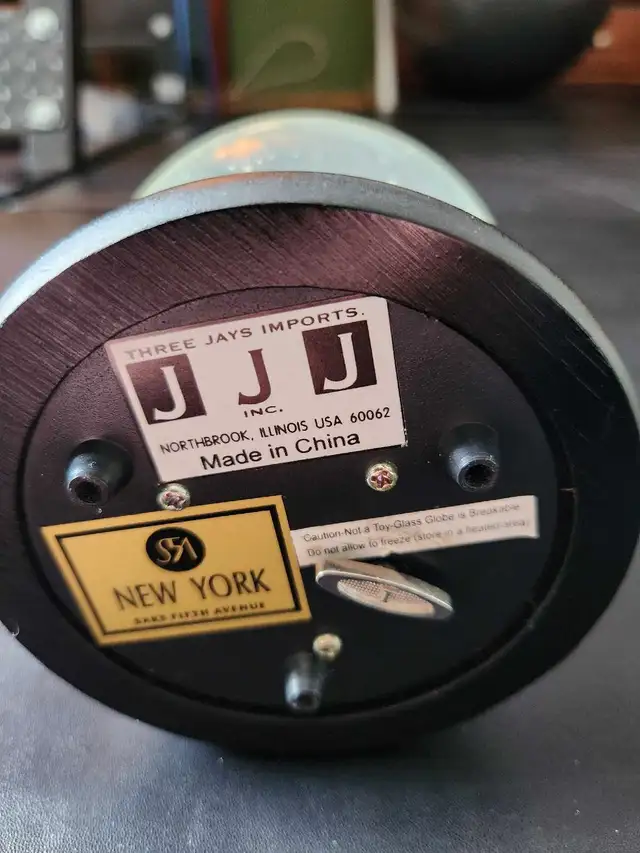 THREE JAYS IMPORTS.
J J J
INC.
NORTHBROOK, ILLINOIS USA 60062
Made in China
Caution-Not a Toy-Glass Globe is Breakable
Do not allow to freeze (store in a heated area)
SFA
NEW YORK
SAKS FIFTH AVENUE